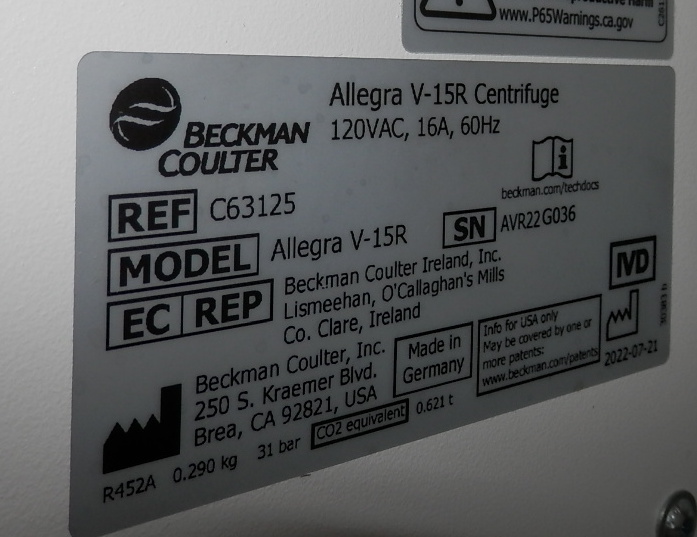 www.P65Warnings.ca.gov
Allegra V-15R Centrifuge
120VAC, 16A, 60Hz
BECKMAN
COULTER
beckman.com/techdocs
REF C63125
SN AVR22G036
MODEL Allegra V-15R
EC REP Beckman Coulter Ireland, Inc.
Lismeehan, O'Callaghan's Mills
Co. Clare, Ireland
IVD
Beckman Coulter, Inc.
250 S. Kraemer Blvd.
Brea, CA 92821, USA
Made in
Germany
Info for USA only
May be covered by one or
more patents:
www.beckman.com/patents
2022-07-21
R452A 0.290 kg 31 bar CO2 equivalent 0.621 t